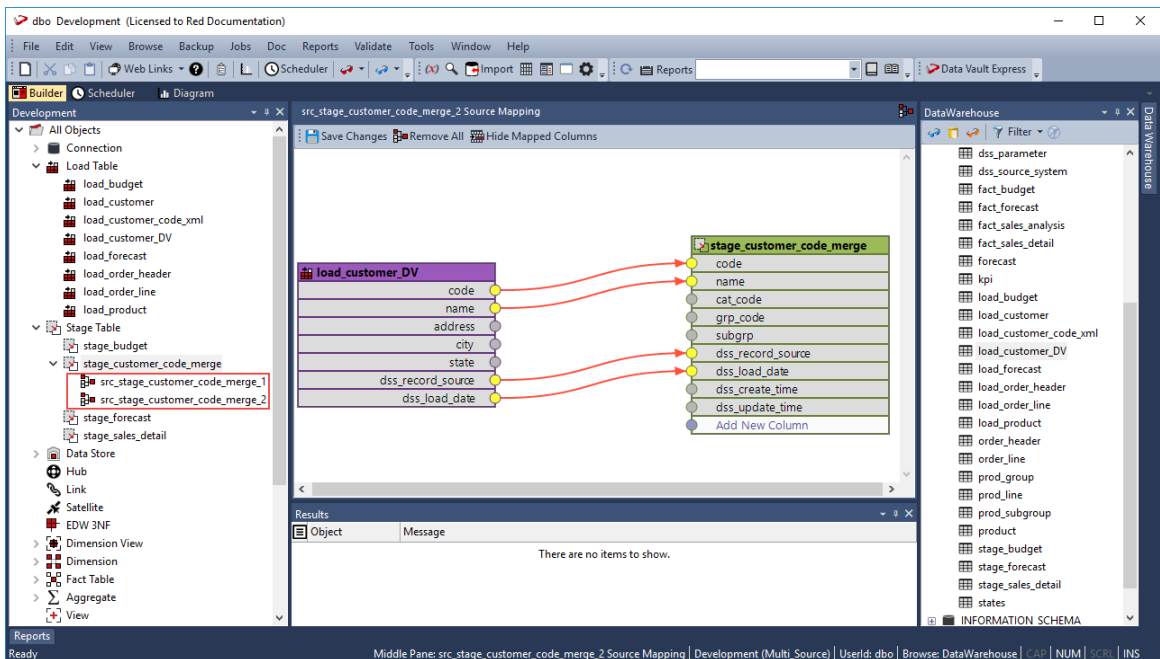 dbo Development (Licensed to Red Documentation)
File Edit View Browse Backup Jobs Doc Reports Validate Tools Window Help
Web Links Scheduler (x) Import Reports Data Vault Express
Builder Scheduler Diagram
Development
All Objects
Connection
Load Table
load_budget
load_customer
load_customer_code_xml
load_customer_DV
load_forecast
load_order_header
load_order_line
load_product
Stage Table
stage_budget
stage_customer_code_merge
src_stage_customer_code_merge_1
src_stage_customer_code_merge_2
stage_forecast
stage_sales_detail
Data Store
Hub
Link
Satellite
EDW 3NF
Dimension View
Dimension
Fact Table
Aggregate
View
src_stage_customer_code_merge_2 Source Mapping
Save Changes Remove All Hide Mapped Columns
load_customer_DV
code
name
address
city
state
dss_record_source
dss_load_date
stage_customer_code_merge
code
name
cat_code
grp_code
subgrp
dss_record_source
dss_load_date
dss_create_time
dss_update_time
Add New Column
Results
Object Message
There are no items to show.
DataWarehouse
Filter
dss_parameter
dss_source_system
fact_budget
fact_forecast
fact_sales_analysis
fact_sales_detail
forecast
kpi
load_budget
load_customer
load_customer_code_xml
load_customer_DV
load_forecast
load_order_header
load_order_line
load_product
order_header
order_line
prod_group
prod_line
prod_subgroup
product
stage_budget
stage_forecast
stage_sales_detail
states
INFORMATION SCHEMA
Data Warehouse
Reports
Ready Middle Pane: src_stage_customer_code_merge_2 Source Mapping Development (Multi_Source) UserId: dbo Browse: DataWarehouse CAP NUM SCRL INS